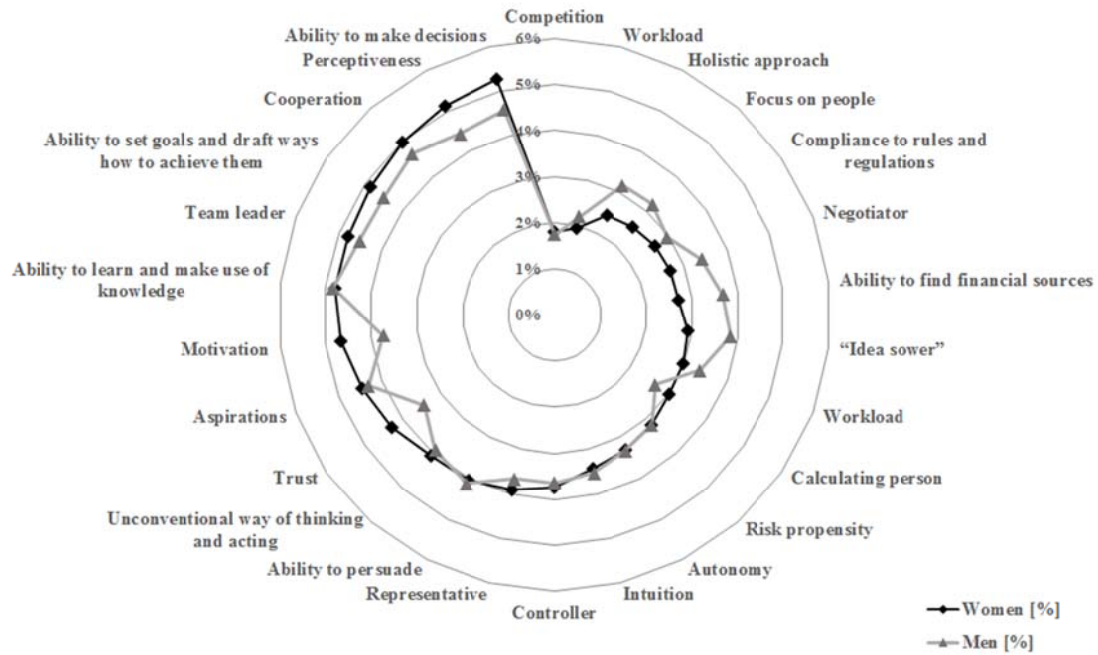 Competition
Workload
Holistic approach
Focus on people
Compliance to rules and
regulations
Negotiator
Ability to find financial sources
“Idea sower”
Workload
Calculating person
Risk propensity
Autonomy
Intuition
Controller
Representative
Ability to persuade
Unconventional way of thinking
and acting
Trust
Aspirations
Motivation
Ability to learn and make use of
knowledge
Team leader
Ability to set goals and draft ways
how to achieve them
Cooperation
Perceptiveness
Ability to make decisions
6%
5%
4%
3%
2%
1%
0%
Women [%]
Men [%]